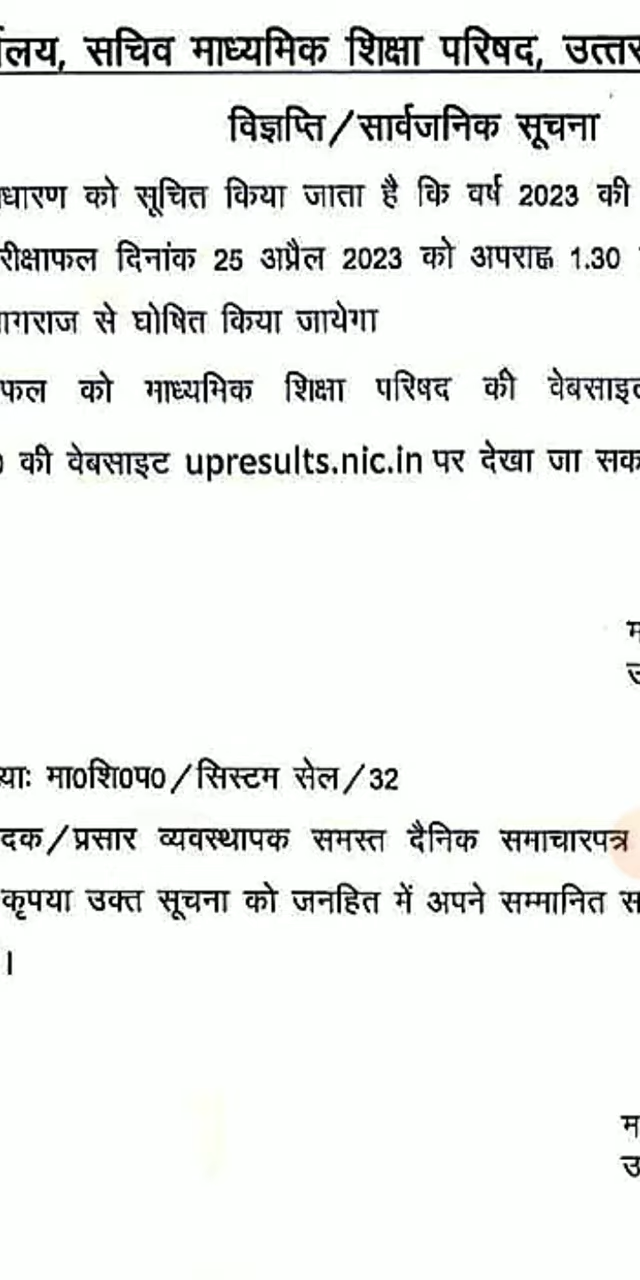 र्यालय, सचिव माध्यमिक शिक्षा परिषद, उत्तर
विज्ञप्ति/सार्वजनिक सूचना
धारण को सूचित किया जाता है कि वर्ष 2023 की
रीक्षाफल दिनांक 25 अप्रैल 2023 को अपराह्न 1.30
ागराज से घोषित किया जायेगा
फल को माध्यमिक शिक्षा परिषद की वेबसाइट
0 की वेबसाइट upresults.nic.in पर देखा जा सक
म
उ
याः मा0शि0प0/सिस्टम सेल/32
दक/प्रसार व्यवस्थापक समस्त दैनिक समाचारपत्र
कृपया उक्त सूचना को जनहित में अपने सम्मानित स
।
म
उ